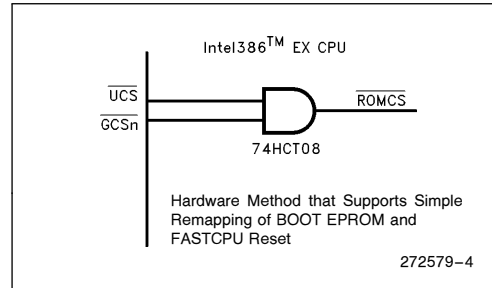 Intel386™ EX CPU
UCS
GCSn
ROMCS
74HCT08
Hardware Method that Supports Simple
Remapping of BOOT EPROM and
FASTCPU Reset
272579–4